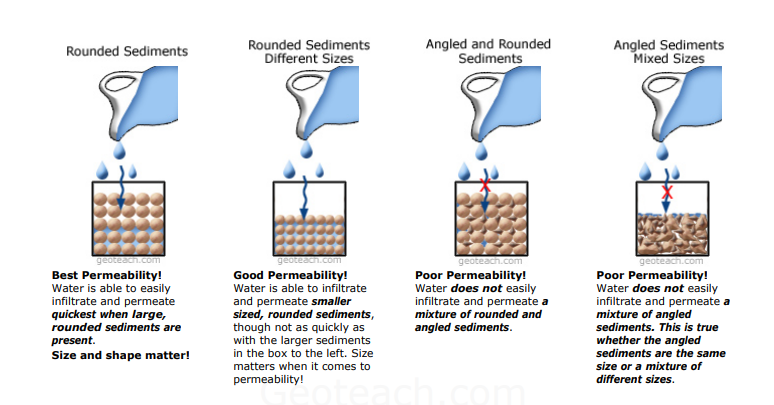 Rounded Sediments
geoteach.com
Best Permeability!
Water is able to easily
infiltrate and permeate
quickest when large,
rounded sediments are
present.
Size and shape matter!
Rounded Sediments
Different Sizes
geoteach.com
Good Permeability!
Water is able to infiltrate
and permeate smaller
sized, rounded sediments,
though not as quickly as
with the larger sediments
in the box to the left. Size
matters when it comes to
permeability!
Angled and Rounded
Sediments
geoteach.com
Poor Permeability!
Water does not easily
infiltrate and permeate a
mixture of rounded and
angled sediments.
Angled Sediments
Mixed Sizes
geoteach.com
Poor Permeability!
Water does not easily
infiltrate and permeate a
mixture of angled
sediments. This is true
whether the angled
sediments are the same
size or a mixture of
different sizes.
Geoteach.com